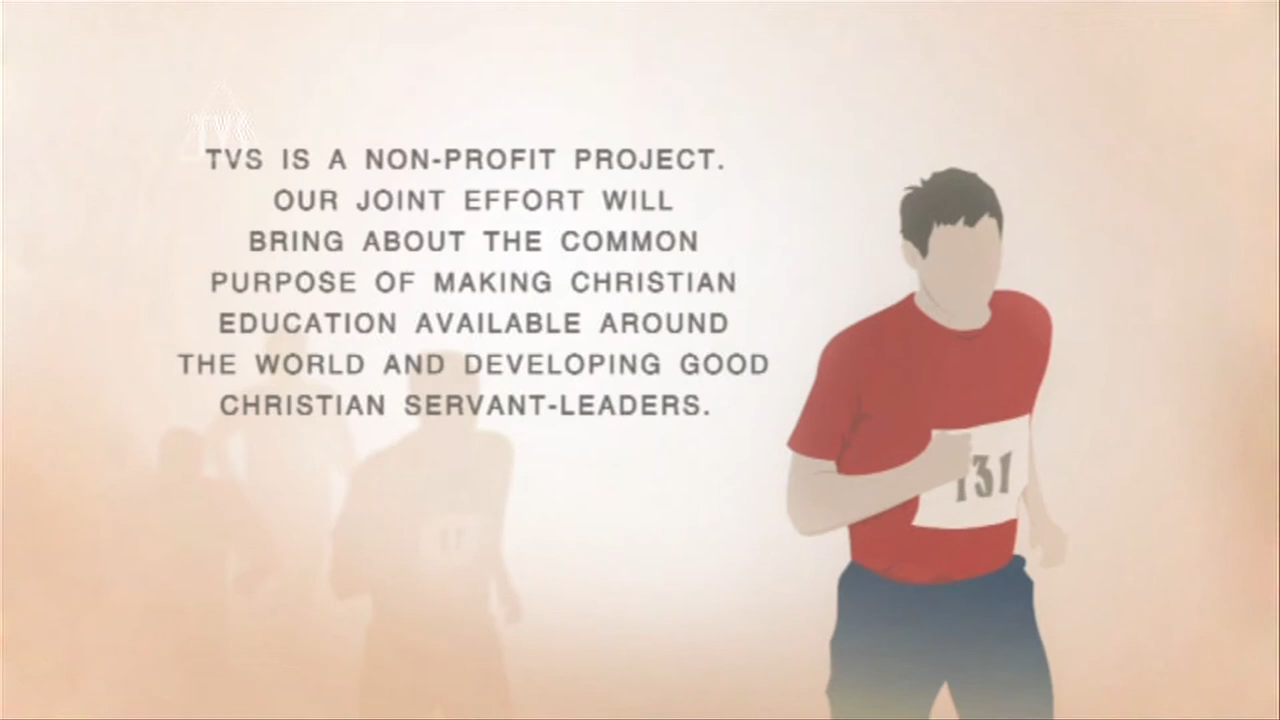 TVS
TVS IS A NON-PROFIT PROJECT.
OUR JOINT EFFORT WILL
BRING ABOUT THE COMMON
PURPOSE OF MAKING CHRISTIAN
EDUCATION AVAILABLE AROUND
THE WORLD AND DEVELOPING GOOD
CHRISTIAN SERVANT-LEADERS.
131